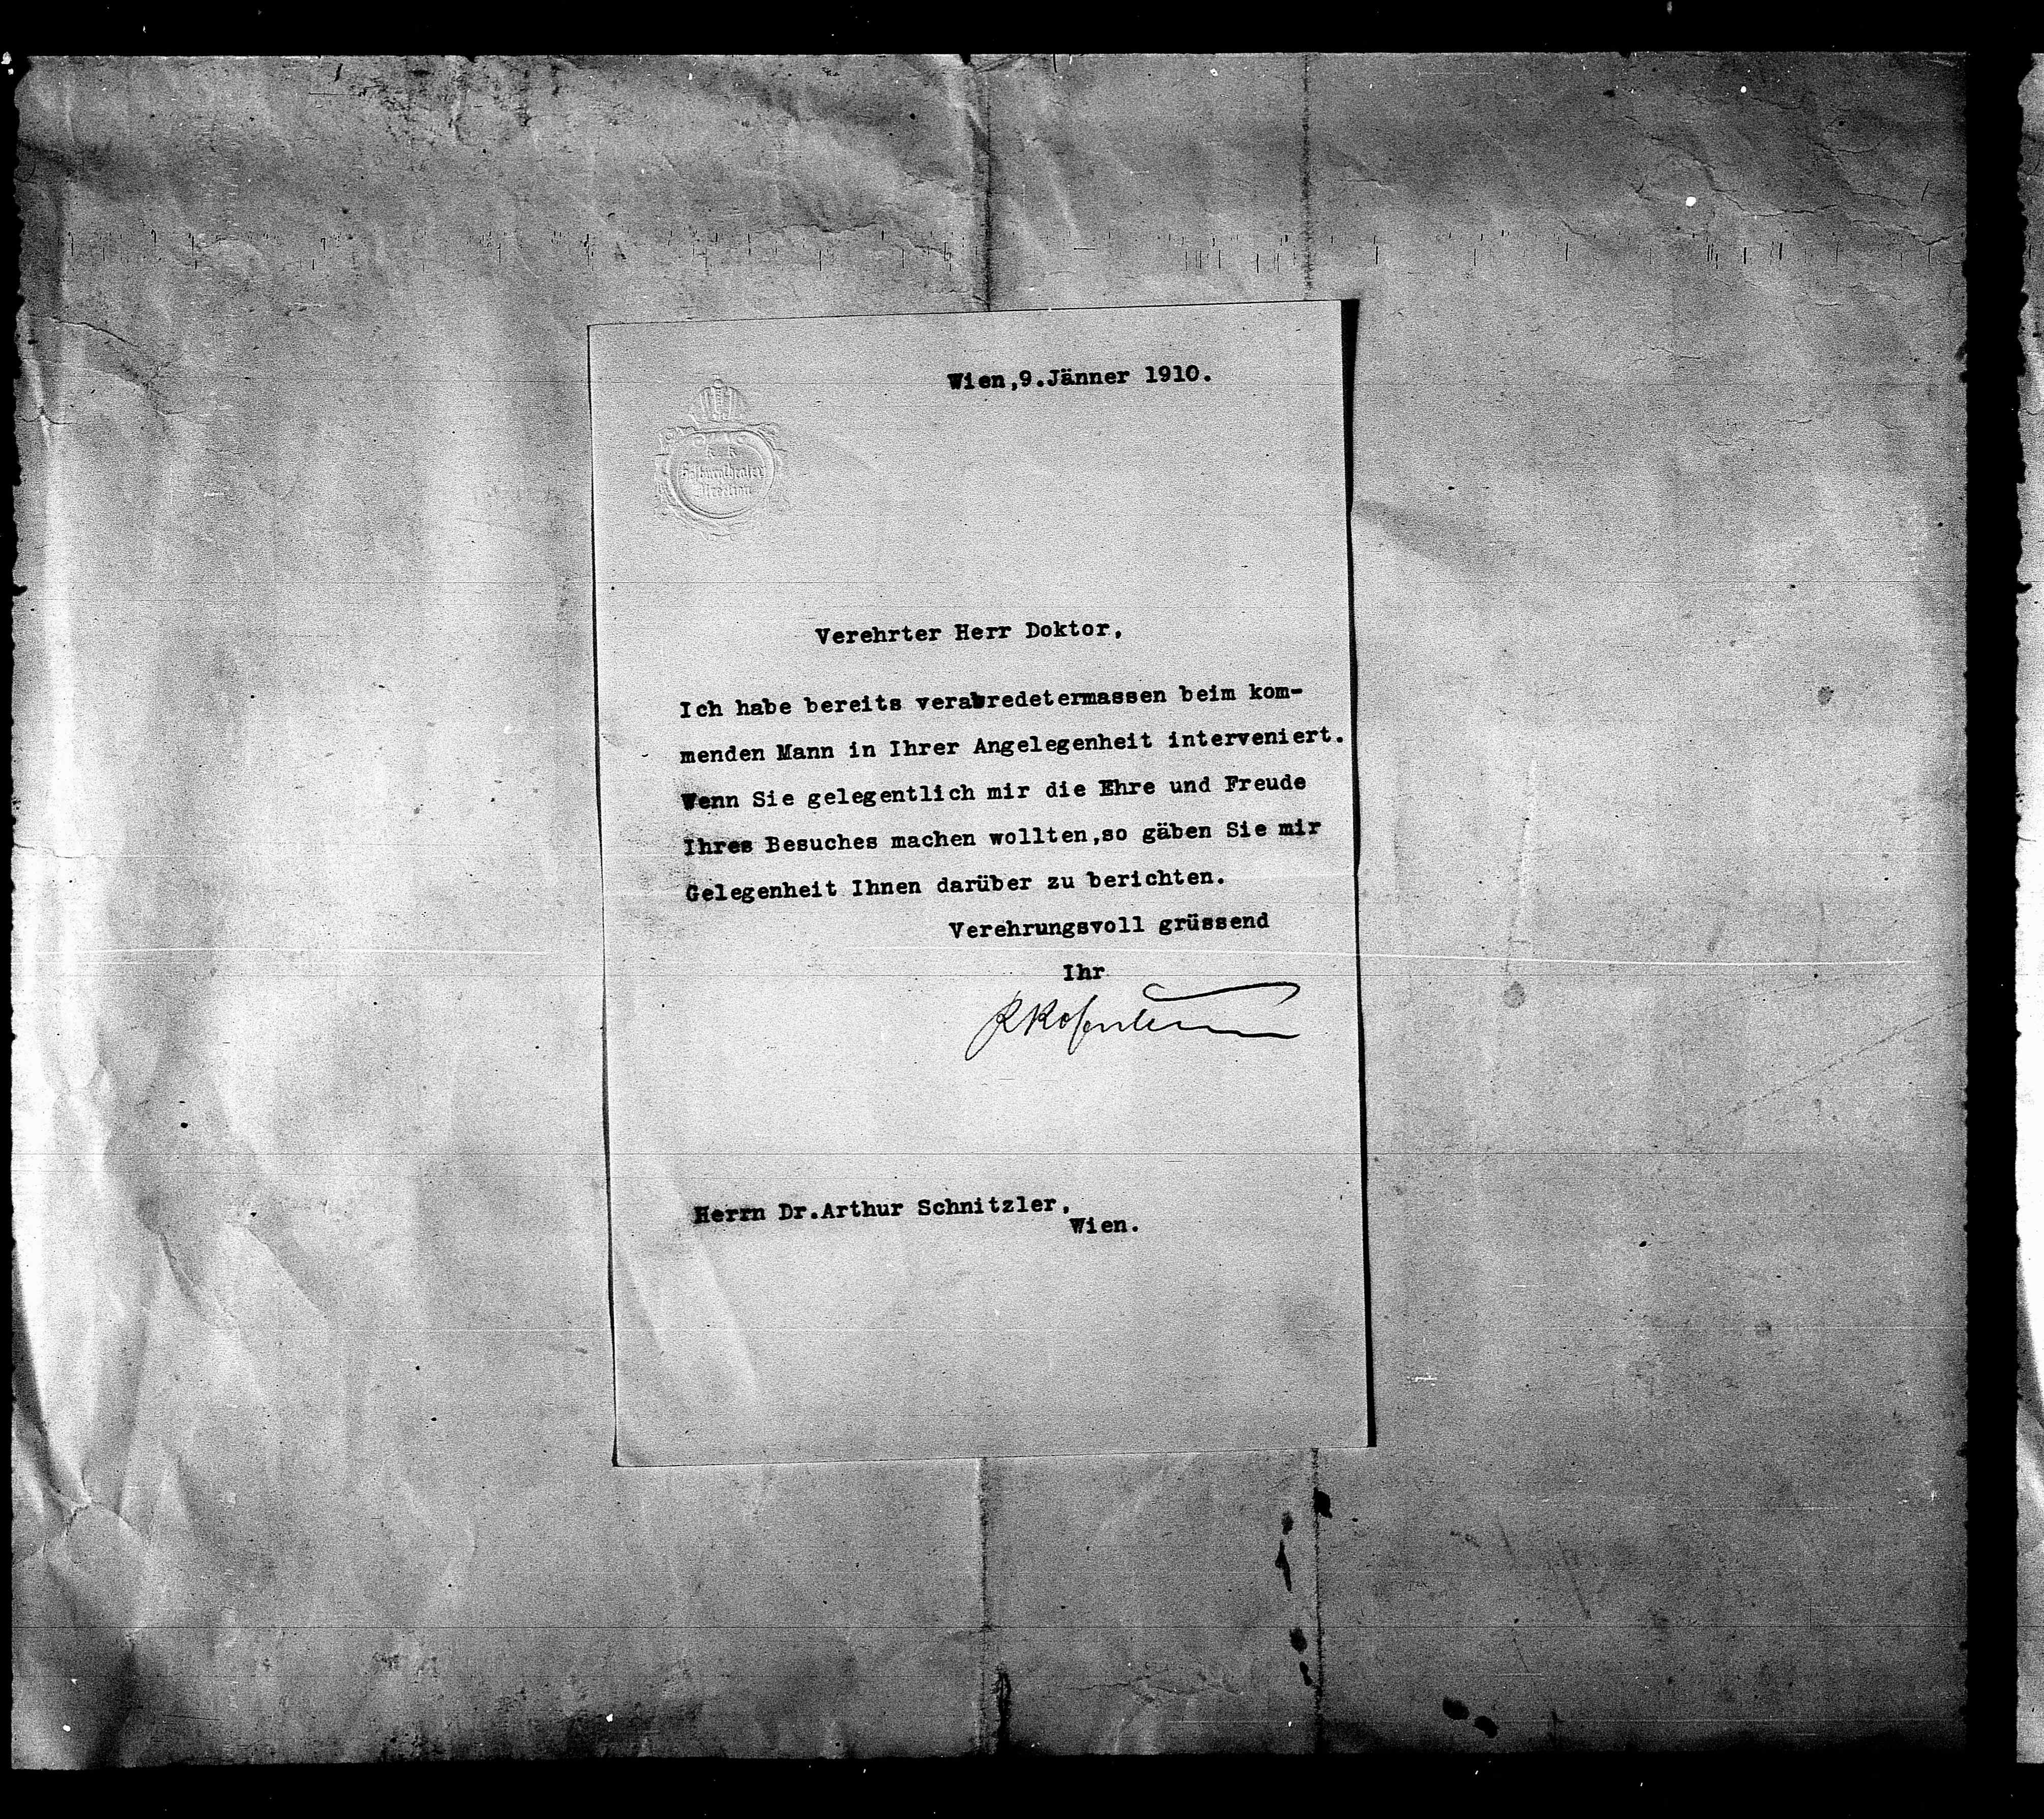 Wien,9.Jänner 1910.
K. K.
Hofburgtheater
Direction
Verehrter Herr Doktor,
Ich habe bereits verabredetermassen beim kom-
menden Mann in Ihrer Angelegenheit interveniert.
Wenn Sie gelegentlich mir die Ehre und Freude
Ihres Besuches machen wollten,so gäben Sie mir
Gelegenheit Ihnen darüber zu berichten.
Verehrungsvoll grüssend
Ihr
Herrn Dr.Arthur Schnitzler,
Wien.